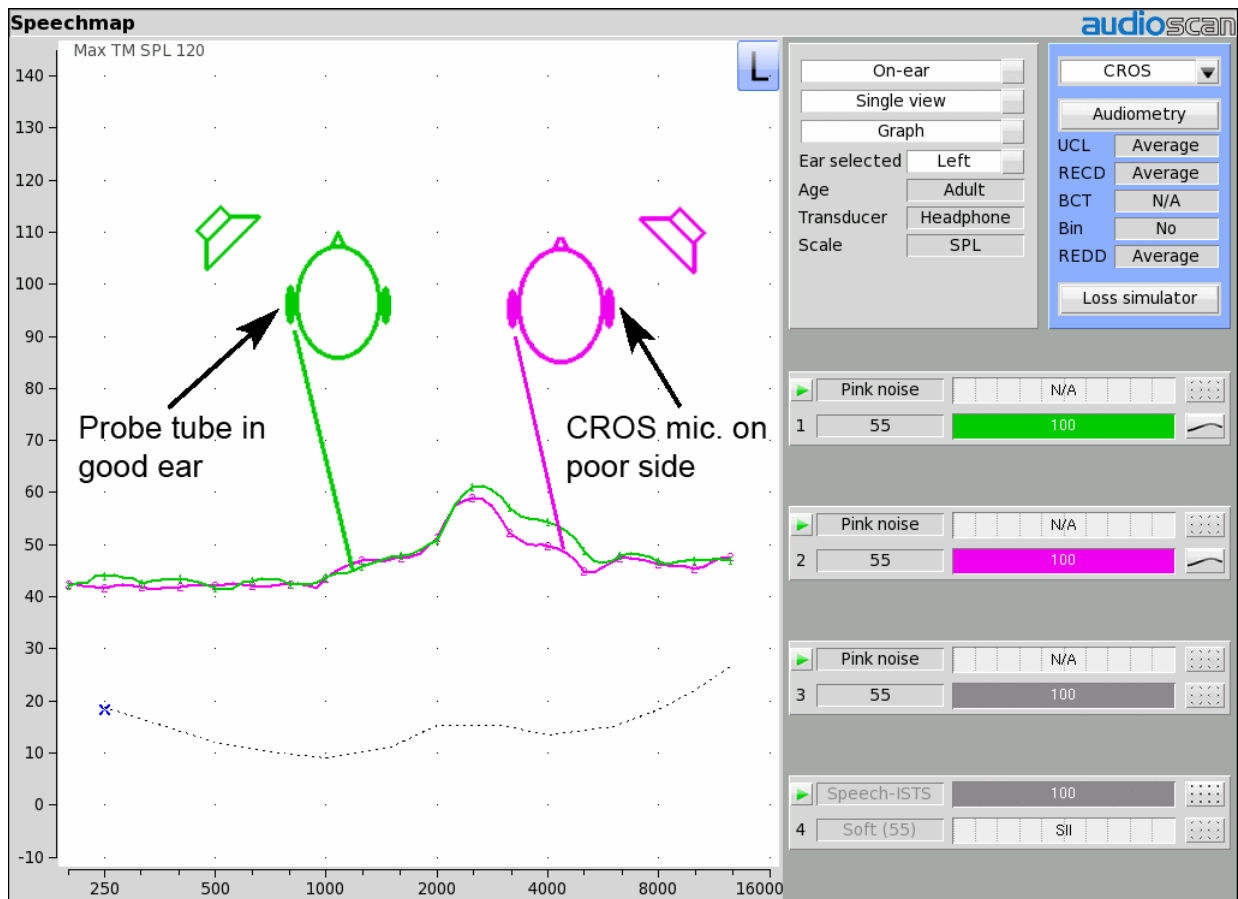 Speechmap
audioscan
Max TM SPL 120
L
140
130
120
110
100
90
80
70
60
50
40
30
20
10
0
-10
250 500 1000 2000 4000 8000 16000
Probe tube in
good ear
CROS mic. on
poor side
On-ear
Single view
Graph
Ear selected Left
Age Adult
Transducer Headphone
Scale SPL
CROS
Audiometry
UCL Average
RECD Average
BCT N/A
Bin No
REDD Average
Loss simulator
Pink noise N/A
1 55 100
Pink noise N/A
2 55 100
Pink noise N/A
3 55 100
Speech-ISTS 100
4 Soft (55) SII